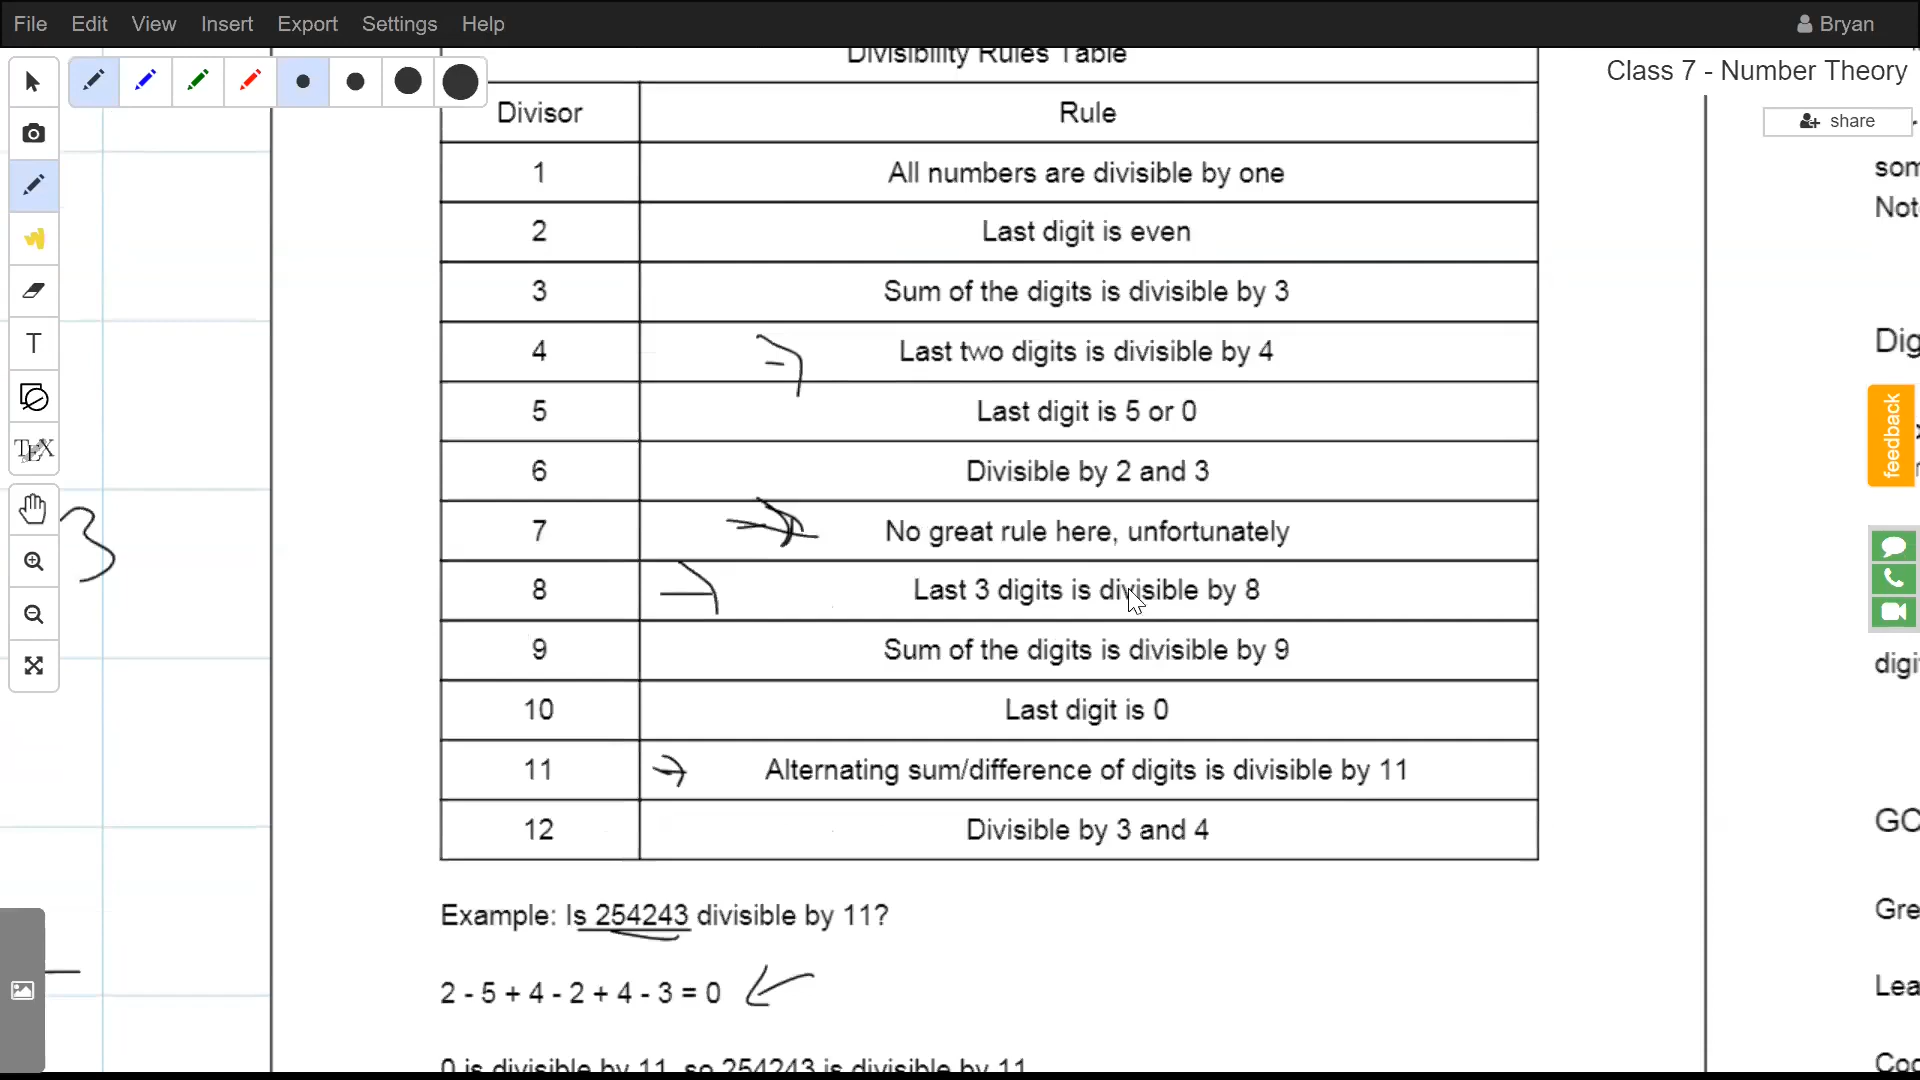 File Edit View Insert Export Settings Help Bryan
Divisibility Rules Table
Class 7 - Number Theory
share
Divisor Rule
1 All numbers are divisible by one
2 Last digit is even
3 Sum of the digits is divisible by 3
4 Last two digits is divisible by 4
5 Last digit is 5 or 0
6 Divisible by 2 and 3
7 No great rule here, unfortunately
8 Last 3 digits is divisible by 8
9 Sum of the digits is divisible by 9
10 Last digit is 0
11 Alternating sum/difference of digits is divisible by 11
12 Divisible by 3 and 4
Example: Is 254243 divisible by 11?
2 - 5 + 4 - 2 + 4 - 3 = 0
0 is divisible by 11, so 254243 is divisible by 11
T
TEX
3
feedback